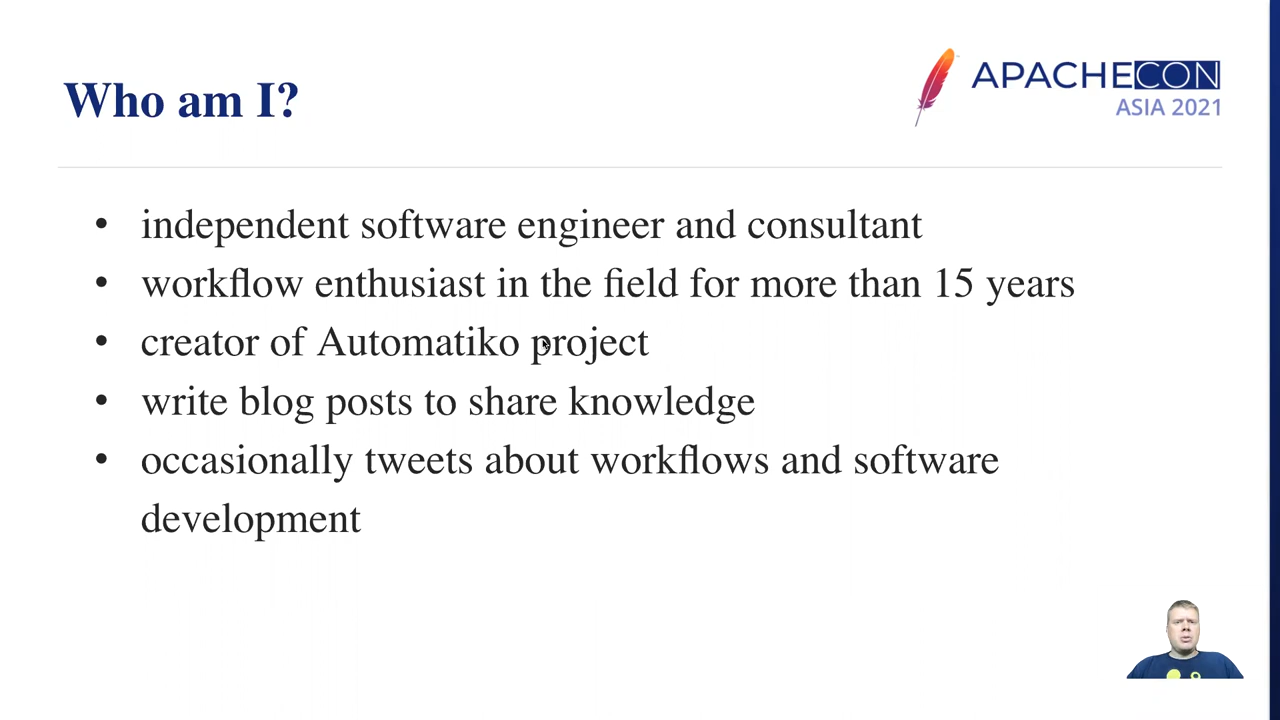 Who am I?
APACHECON
ASIA 2021
• independent software engineer and consultant
• workflow enthusiast in the field for more than 15 years
• creator of Automatiko project
• write blog posts to share knowledge
• occasionally tweets about workflows and software
development